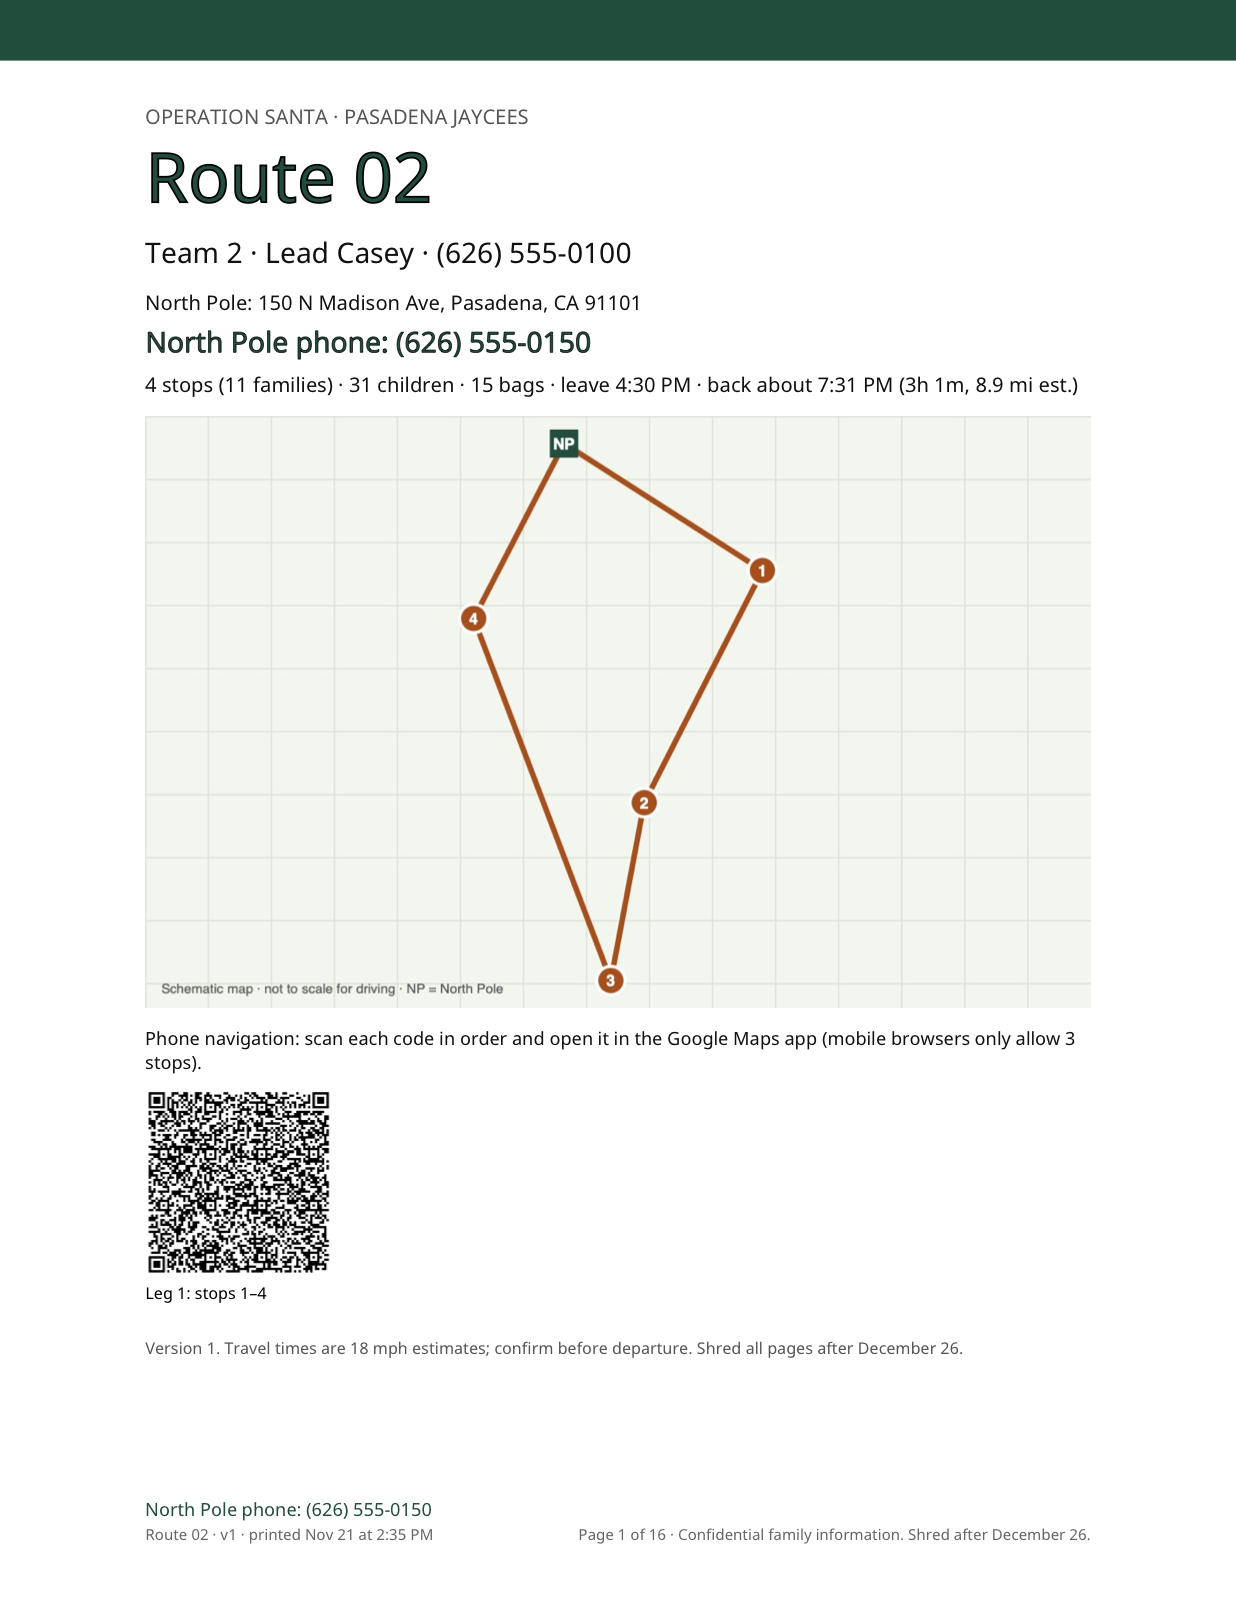 OPERATION SANTA · PASADENA JAYCEES
Route 02
Team 2 · Lead Casey · (626) 555-0100
North Pole: 150 N Madison Ave, Pasadena, CA 91101
North Pole phone: (626) 555-0150
4 stops (11 families) · 31 children · 15 bags · leave 4:30 PM · back about 7:31 PM (3h 1m, 8.9 mi est.)
NP
1
4
2
3
Schematic map · not to scale for driving · NP = North Pole
Phone navigation: scan each code in order and open it in the Google Maps app (mobile browsers only allow 3
stops).
Leg 1: stops 1–4
Version 1. Travel times are 18 mph estimates; confirm before departure. Shred all pages after December 26.
North Pole phone: (626) 555-0150
Route 02 · v1 · printed Nov 21 at 2:35 PM
Page 1 of 16 · Confidential family information. Shred after December 26.